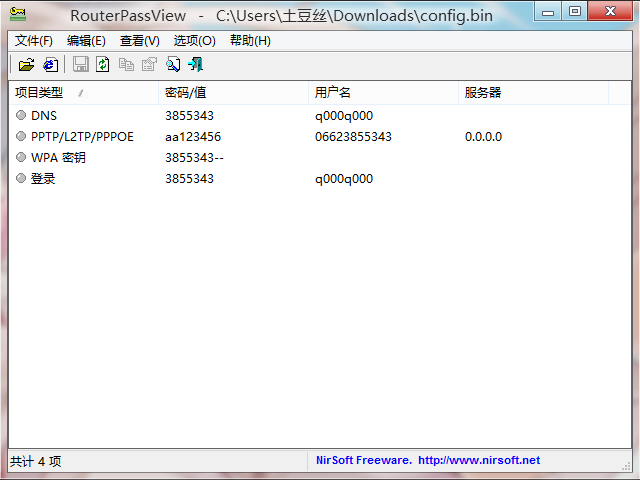 RouterPassView - C:\Users\土豆丝\Downloads\config.bin
文件(F) 编辑(E) 查看(V) 选项(O) 帮助(H)
项目类型 密码/值 用户名 服务器
DNS 3855343 q000q000
PPTP/L2TP/PPPOE aa123456 06623855343 0.0.0.0
WPA 密钥 3855343--
登录 3855343 q000q000
共计 4 项 NirSoft Freeware. http://www.nirsoft.net